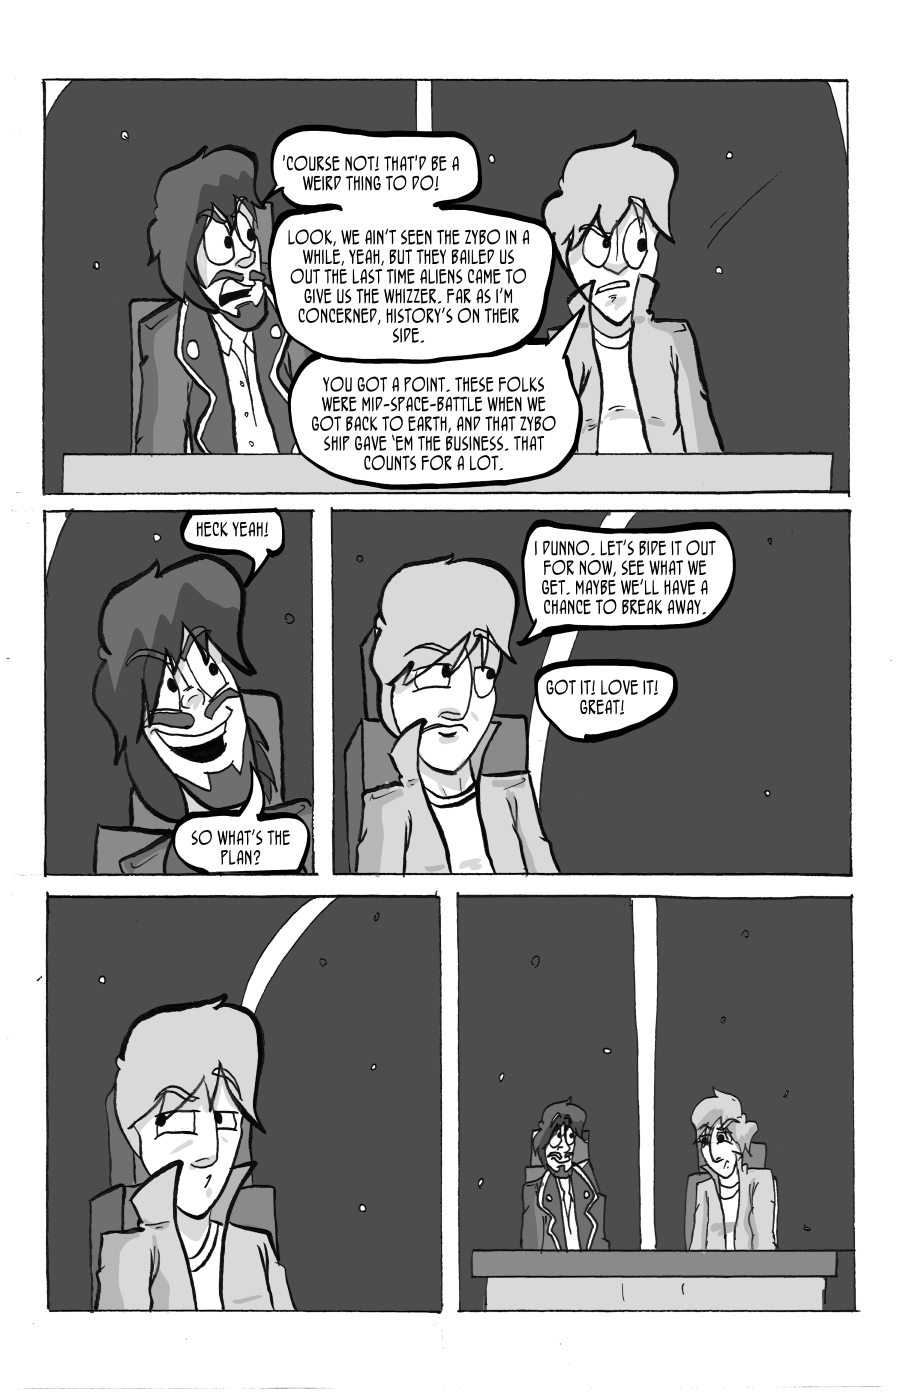 'COURSE NOT! THAT'D BE A
WEIRD THING TO DO!
LOOK, WE AIN'T SEEN THE ZYBO IN A
WHILE, YEAH, BUT THEY BAILED US
OUT THE LAST TIME ALIENS CAME TO
GIVE US THE WHIZZER. FAR AS I'M
CONCERNED, HISTORY'S ON THEIR
SIDE.
YOU GOT A POINT. THESE FOLKS
WERE MID-SPACE-BATTLE WHEN WE
GOT BACK TO EARTH, AND THAT ZYBO
SHIP GAVE 'EM THE BUSINESS. THAT
COUNTS FOR A LOT.
HECK YEAH!
SO WHAT'S THE
PLAN?
I DUNNO. LET'S BIDE IT OUT
FOR NOW, SEE WHAT WE
GET. MAYBE WE'LL HAVE A
CHANCE TO BREAK AWAY.
GOT IT! LOVE IT!
GREAT!